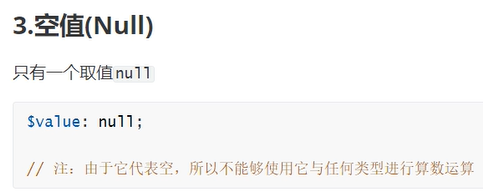 3.空值(Null)
只有一个取值null
$value: null;
// 注：由于它代表空，所以不能够使用它与任何类型进行算数运算